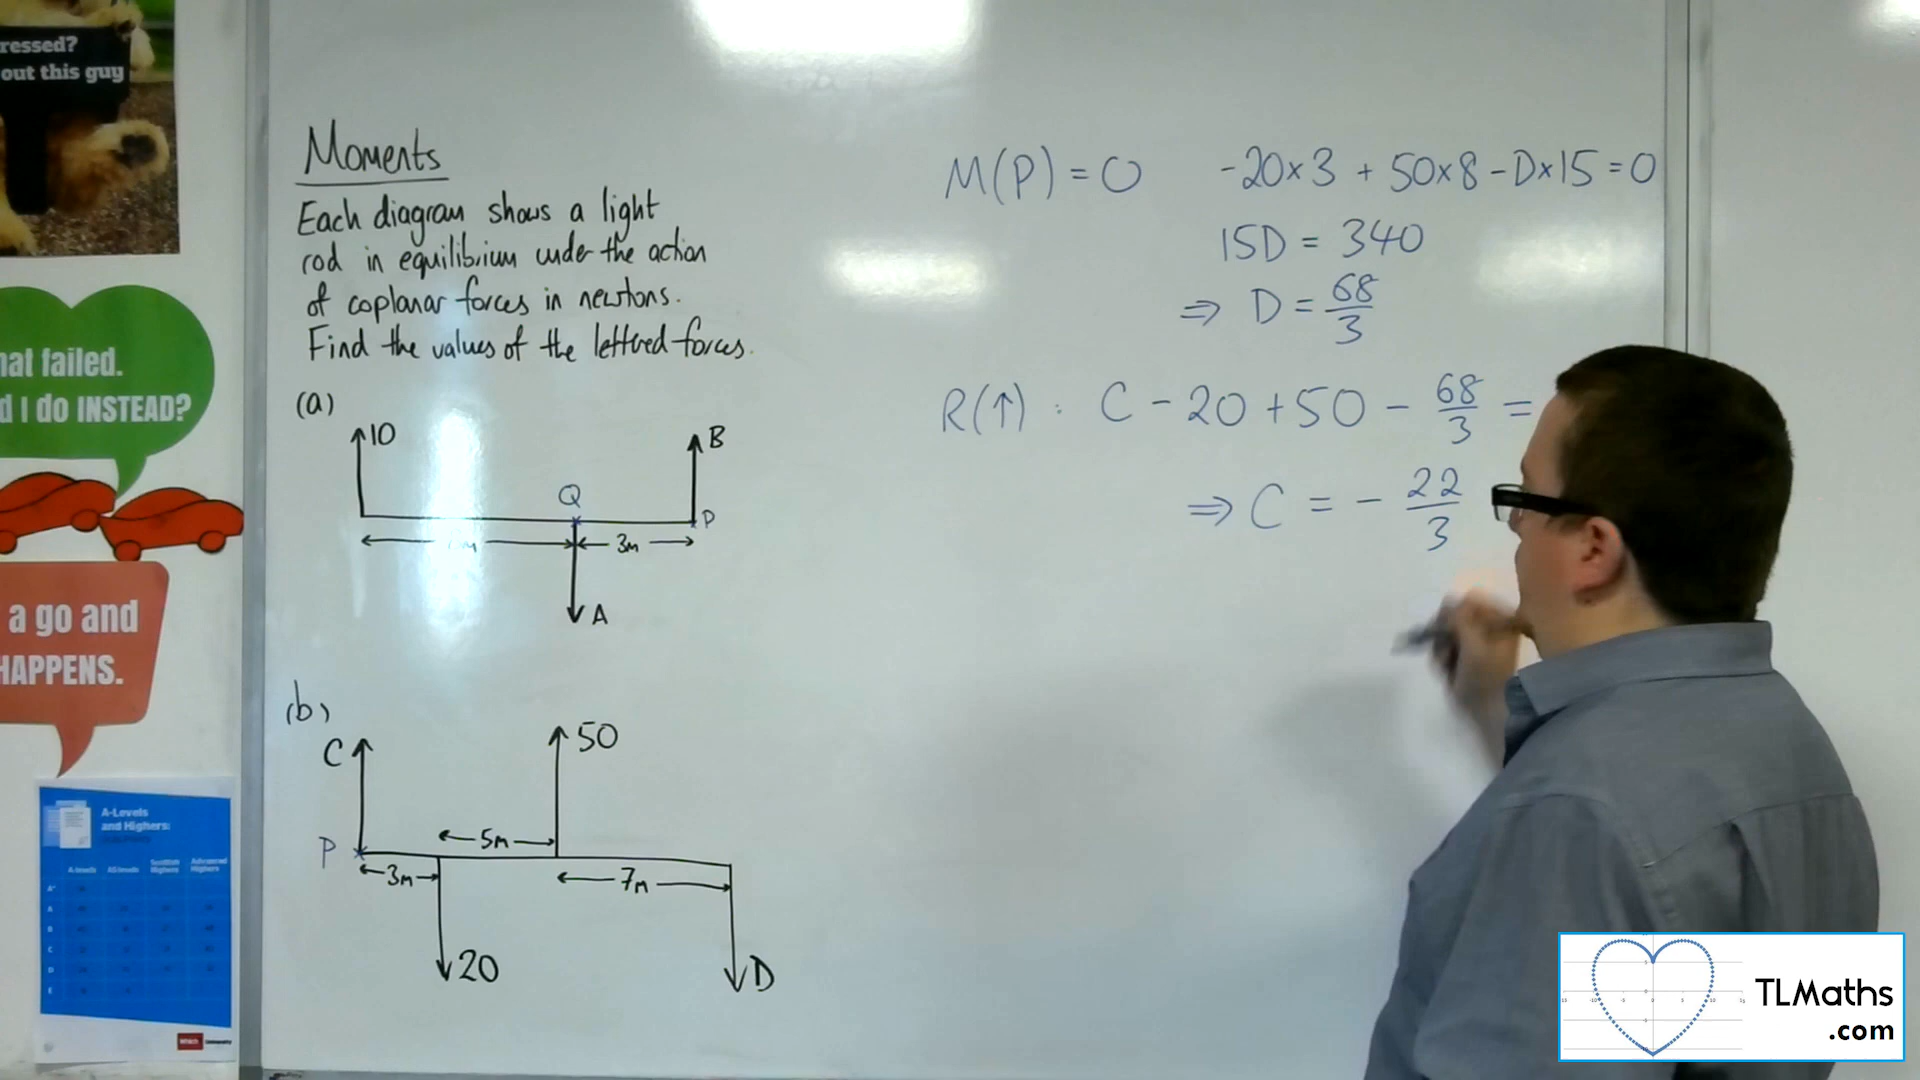 ressed?
out this guy
hat failed.
d I do INSTEAD?
a go and
HAPPENS.
A-Levels
and Highers:
Moments
Each diagram shows a light
rod in equilibrium under the action
of coplanar forces in newtons.
Find the values of the lettered forces.
(a)
10
B
Q
P
3m
A
(b)
C
50
P
5m
3m
7m
20
D
M(P) = 0 -20×3 + 50×8 - D×15 = 0
15D = 340
⇒ D = 68/3
R(↑) : C - 20 + 50 - 68/3 =
⇒ C = - 22/3
TLMaths
.com